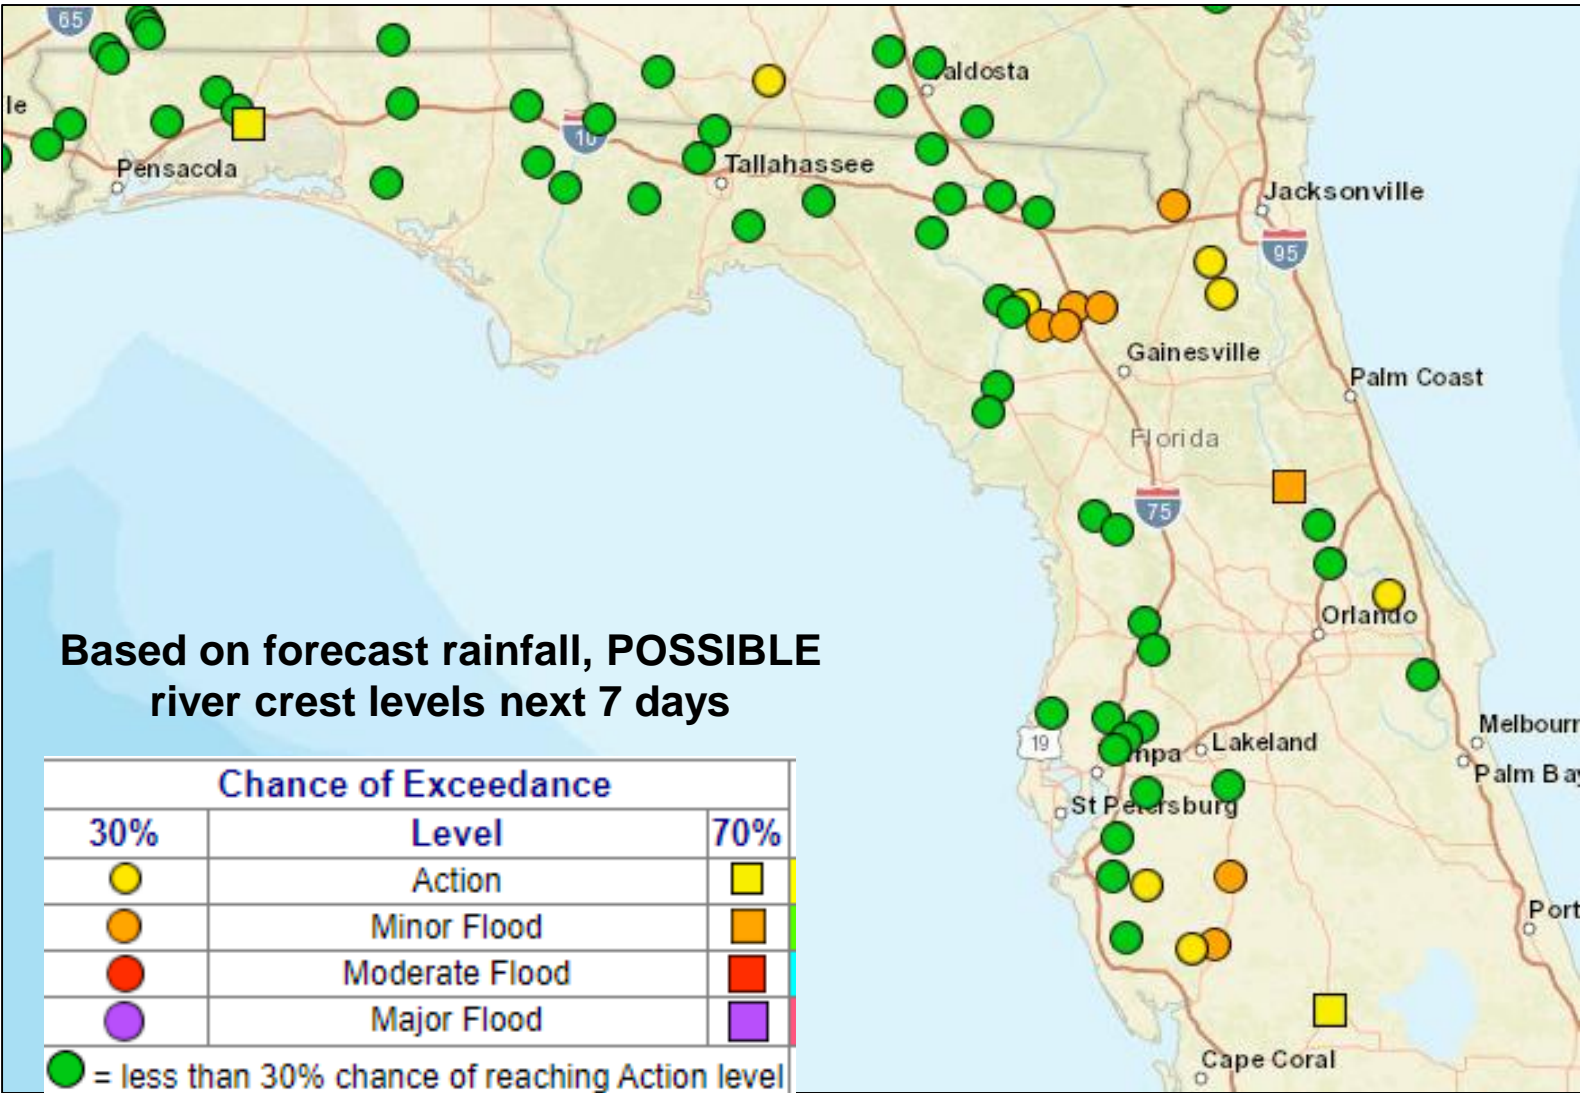 65
aldosta
le
10
Pensacola
Tallahassee
Jacksonville
95
Gainesville
Palm Coast
Florida
75
Orlando
Based on forecast rainfall, POSSIBLE
river crest levels next 7 days
19
mpa
Lakeland
Melbourn
Palm Bay
St Petersburg
Port
Cape Coral
Chance of Exceedance
30% Level 70%
Action
Minor Flood
Moderate Flood
Major Flood
= less than 30% chance of reaching Action level